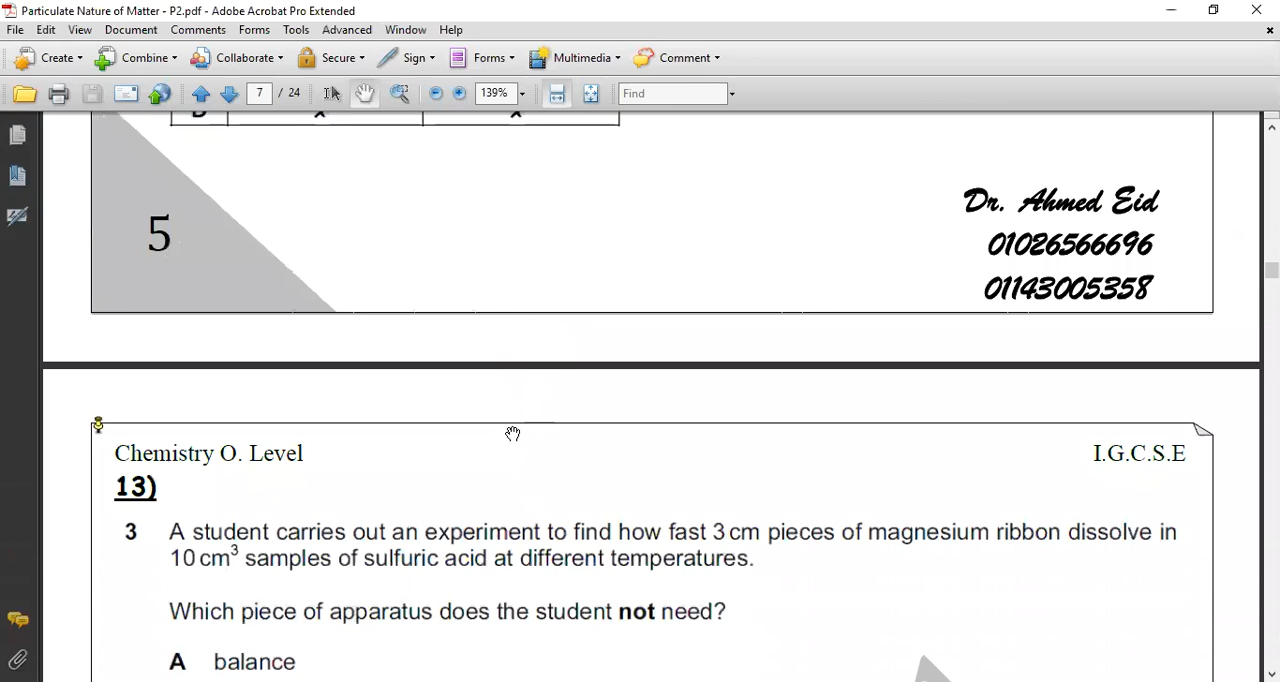 Particulate Nature of Matter - P2.pdf - Adobe Acrobat Pro Extended
File Edit View Document Comments Forms Tools Advanced Window Help
Create Combine Collaborate Secure Sign Forms Multimedia Comment
7 / 24 139% Find
D x x
Dr. Ahmed Eid
5
01026566696
01143005358
Chemistry O. Level I.G.C.S.E
13)
3 A student carries out an experiment to find how fast 3 cm pieces of magnesium ribbon dissolve in
10 cm³ samples of sulfuric acid at different temperatures.
Which piece of apparatus does the student not need?
A balance